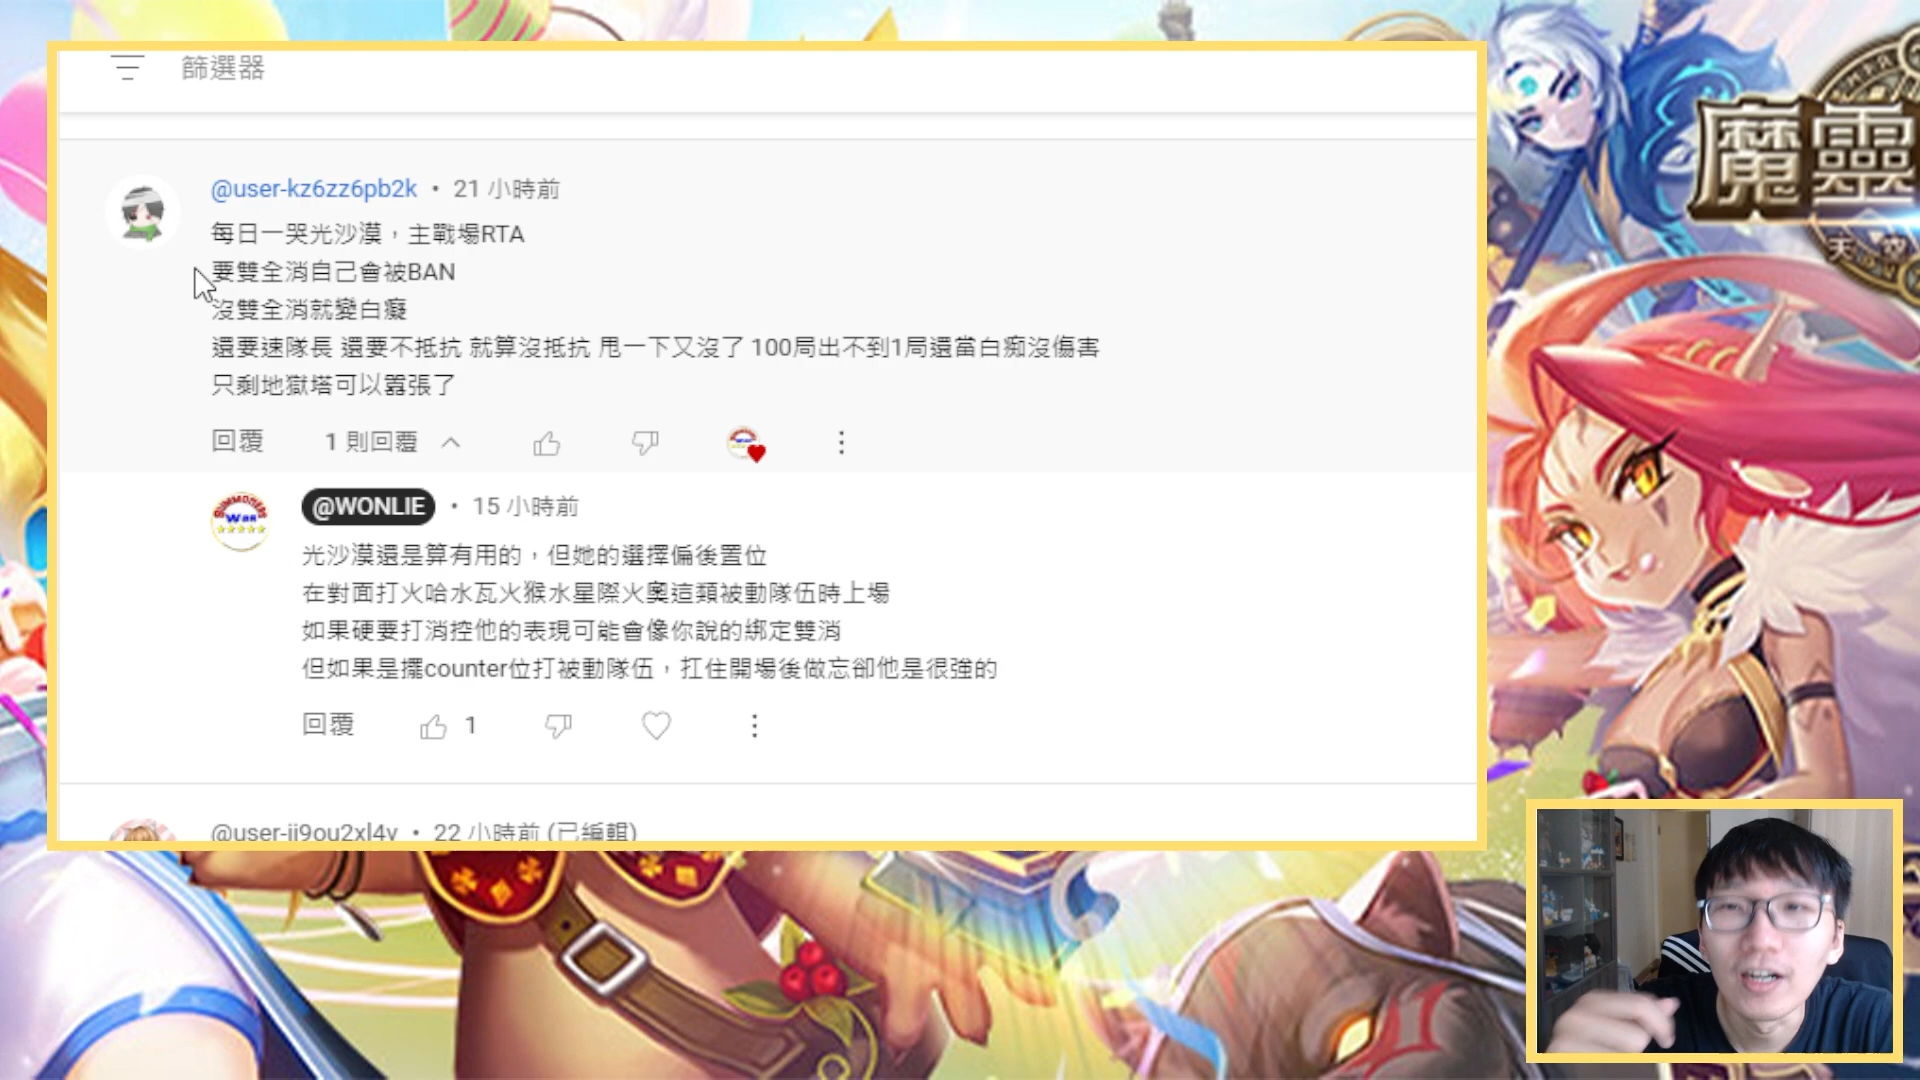 篩選器
@user-kz6zz6pb2k • 21 小時前
每日一哭光沙漠，主戰場RTA
要雙全消自己會被BAN
沒雙全消就變白癡
還要速隊長 還要不抵抗 就算沒抵抗 甩一下又沒了 100局出不到1局還當白痴沒傷害
只剩地獄塔可以囂張了
回覆 1 則回覆
@WONLIE • 15 小時前
光沙漠還是算有用的，但她的選擇偏後置位
在對面打火哈水瓦火猴水星際火奧這類被動隊伍時上場
如果硬要打消控他的表現可能會像你說的綁定雙消
但如果是擺counter位打被動隊伍，扛住開場後做忘卻他是很強的
回覆 1
@user-ii9ou2xl4v • 22 小時前 (已編輯)
魔靈
天空